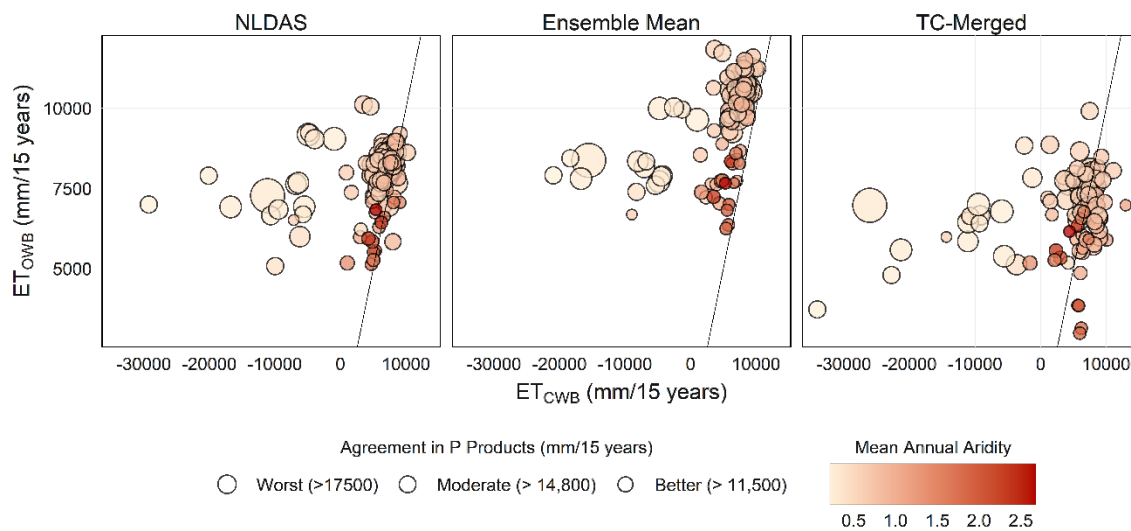 NLDAS Ensemble Mean TC-Merged
10000
7500
5000
ET_OWB (mm/15 years)
-30000 -20000 -10000 0 10000 -30000 -20000 -10000 0 10000 -30000 -20000 -10000 0 10000
ET_CWB (mm/15 years)
Agreement in P Products (mm/15 years)
Worst (>17500) Moderate (> 14,800) Better (> 11,500)
Mean Annual Aridity
0.5 1.0 1.5 2.0 2.5